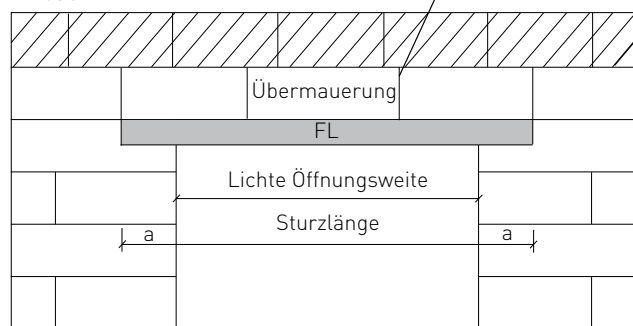 Übermauerung
FL
Lichte Öffnungsweite
Sturzlänge
a
a